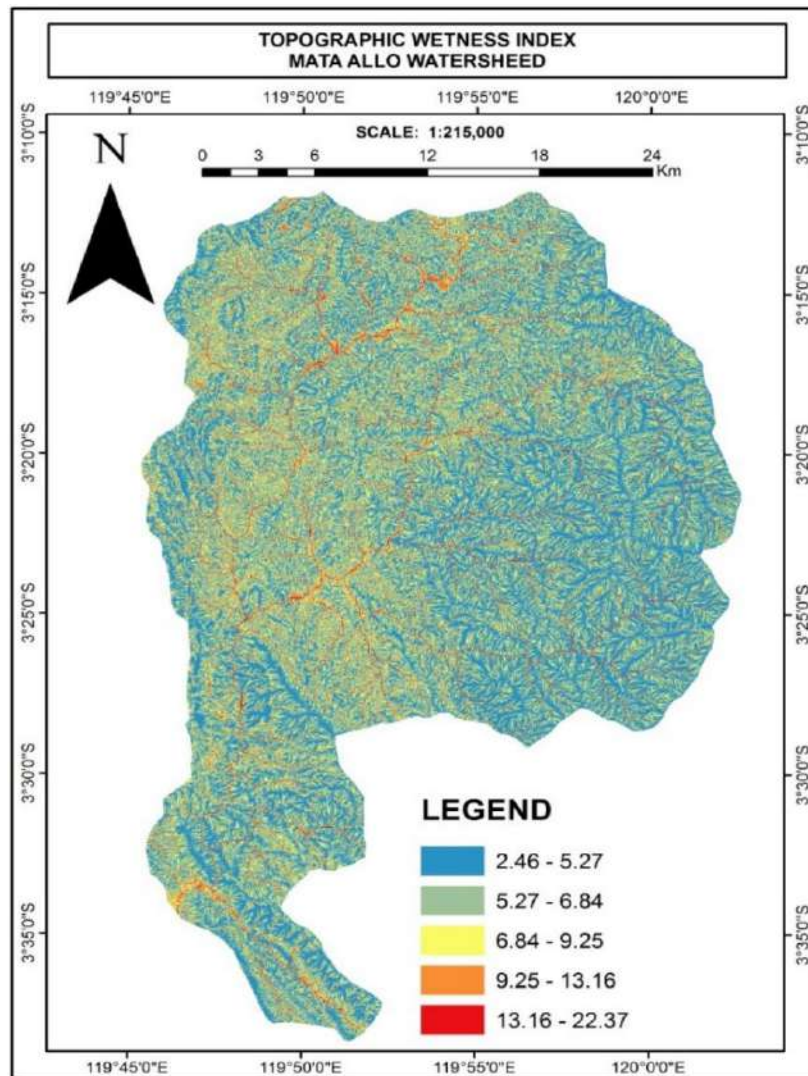 TOPOGRAPHIC WETNESS INDEX
MATA ALLO WATERSHEED
119°45'0"E 119°50'0"E 119°55'0"E 120°0'0"E
SCALE: 1:215,000
N
0 3 6 12 18 24
Km
3°10'0"S 3°10'0"S
3°15'0"S 3°15'0"S
3°20'0"S 3°20'0"S
3°25'0"S 3°25'0"S
3°30'0"S 3°30'0"S
3°35'0"S 3°35'0"S
LEGEND
2.46 - 5.27
5.27 - 6.84
6.84 - 9.25
9.25 - 13.16
13.16 - 22.37
119°45'0"E 119°50'0"E 119°55'0"E 120°0'0"E